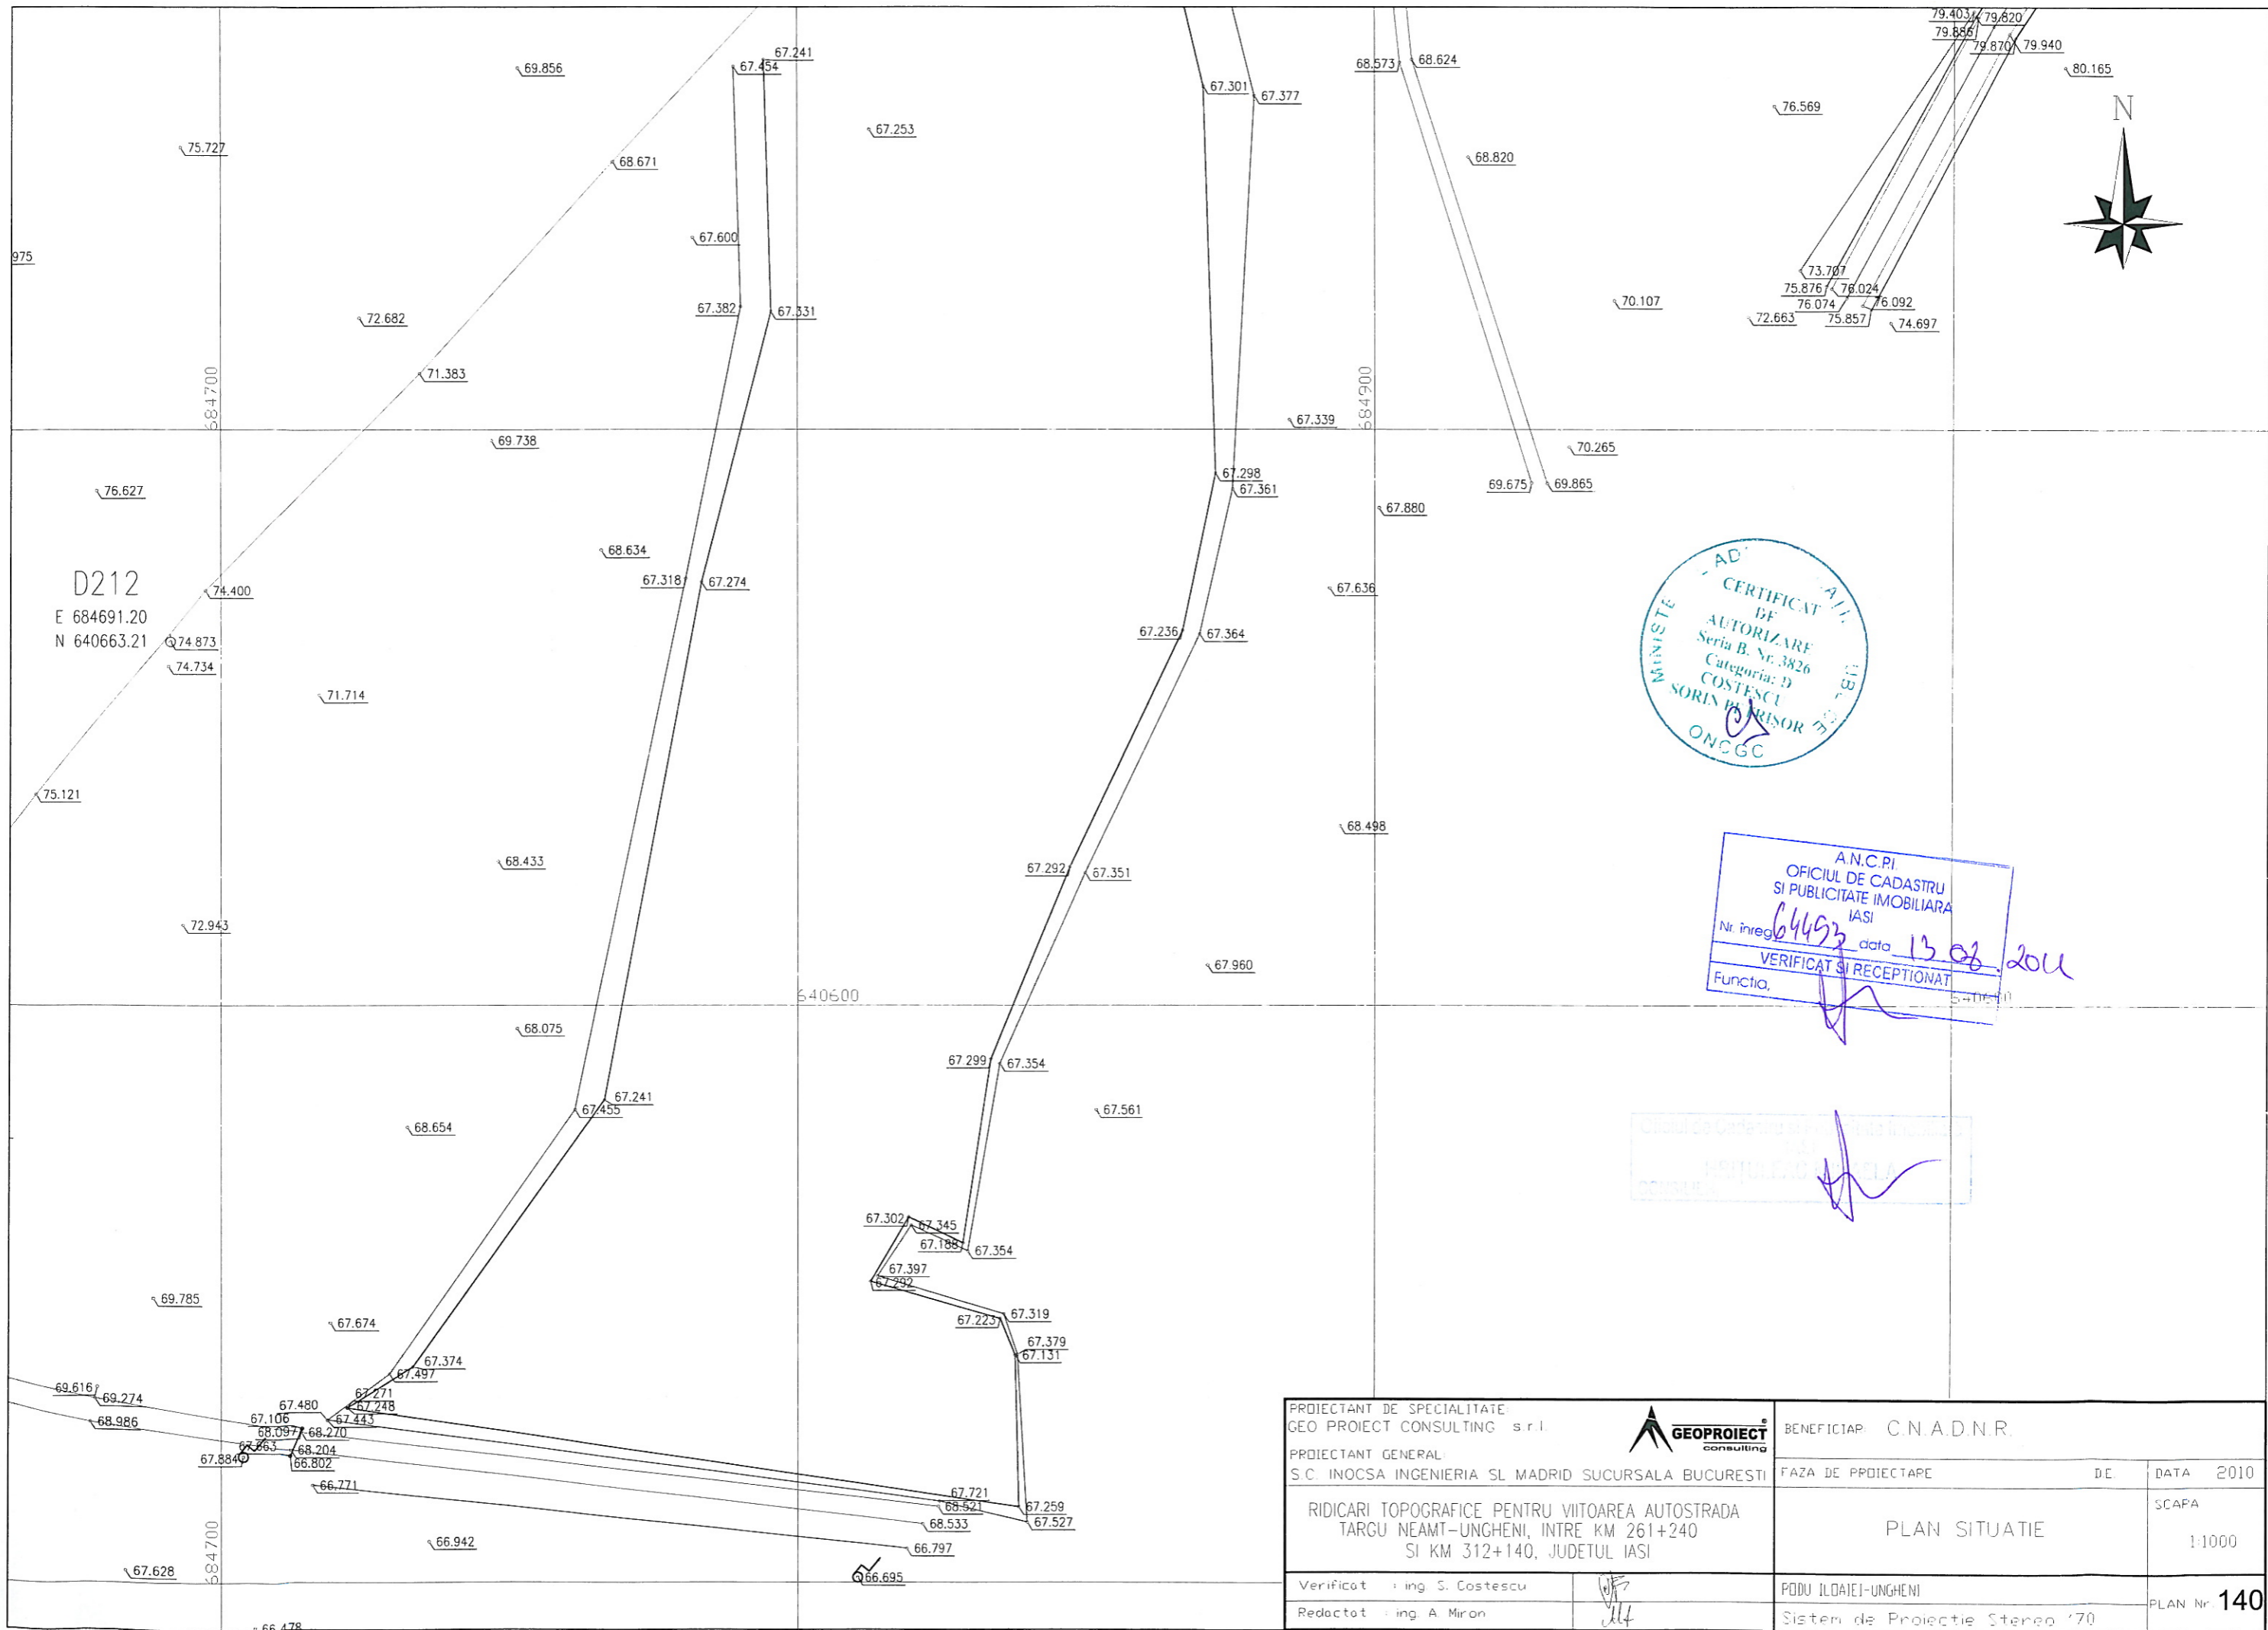 79.403 79.820
79.886
79.870 79.940
80.165
67.241
67.454
69.856
68.573 68.624
67.301
67.377
76.569
N
67.253
75.727
68.671
68.820
67.600
975
73.707
75.876 76.024
76.074 76.092
72.663 75.857 74.697
70.107
67.382 67.331
72.682
71.383
684700
684900
67.339
69.738
70.265
67.298
67.361
69.675 69.865
76.627
67.880
68.634
67.318 67.274
D212
E 684691.20
N 640663.21
74.400
74.873
74.734
67.636
67.236 67.364
71.714
CERTIFICAT
DE
AUTORIZARE
Seria B. Nr. 3826
Categoria: D
COSTESCU
SORIN PETRISOR
MINISTE
ONCGC
75.121
68.498
68.433
67.292 67.351
A.N.C.P.I.
OFICIUL DE CADASTRU
SI PUBLICITATE IMOBILIARA
IASI
Nr. înreg 64493 data 13
VERIFICAT SI RECEPTIONAT
Functia,
72.943
67.960
640600
68.075
67.299 67.354
67.241
67.455
67.561
68.654
67.302 67.345
67.188 67.354
67.397
67.292
69.785
67.319
67.223
67.674
67.379
67.131
67.374
67.497
69.616
69.274
68.986
67.271
67.248
67.480
67.443
67.106
68.270
68.097
67.663
68.204
67.884
66.802
66.771
67.721
67.259
68.521
68.533 67.527
66.942
66.797
684700
67.628
66.695
66.478
PROIECTANT DE SPECIALITATE:
GEO PROIECT CONSULTING s.r.l.
GEOPROIECT®
consulting
PROIECTANT GENERAL:
S.C. INOCSA INGENIERIA SL MADRID SUCURSALA BUCURESTI
BENEFICIAR: C.N.A.D.N.R.
FAZA DE PROIECTARE D.E. DATA 2010
RIDICARI TOPOGRAFICE PENTRU VIITOAREA AUTOSTRADA
TARGU NEAMT-UNGHENI, INTRE KM 261+240
SI KM 312+140, JUDETUL IASI
PLAN SITUATIE
SCARA
1:1000
Verificat : ing. S. Costescu
Redactat : ing. A. Miron
PODU ILOAIEI-UNGHENI
Sistem de Proiectie Stereo '70
PLAN Nr. 140